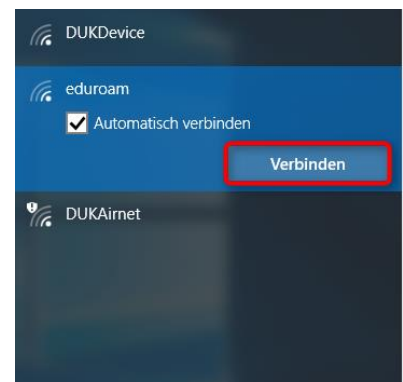 DUKDevice
eduroam
Automatisch verbinden
Verbinden
DUKAirnet